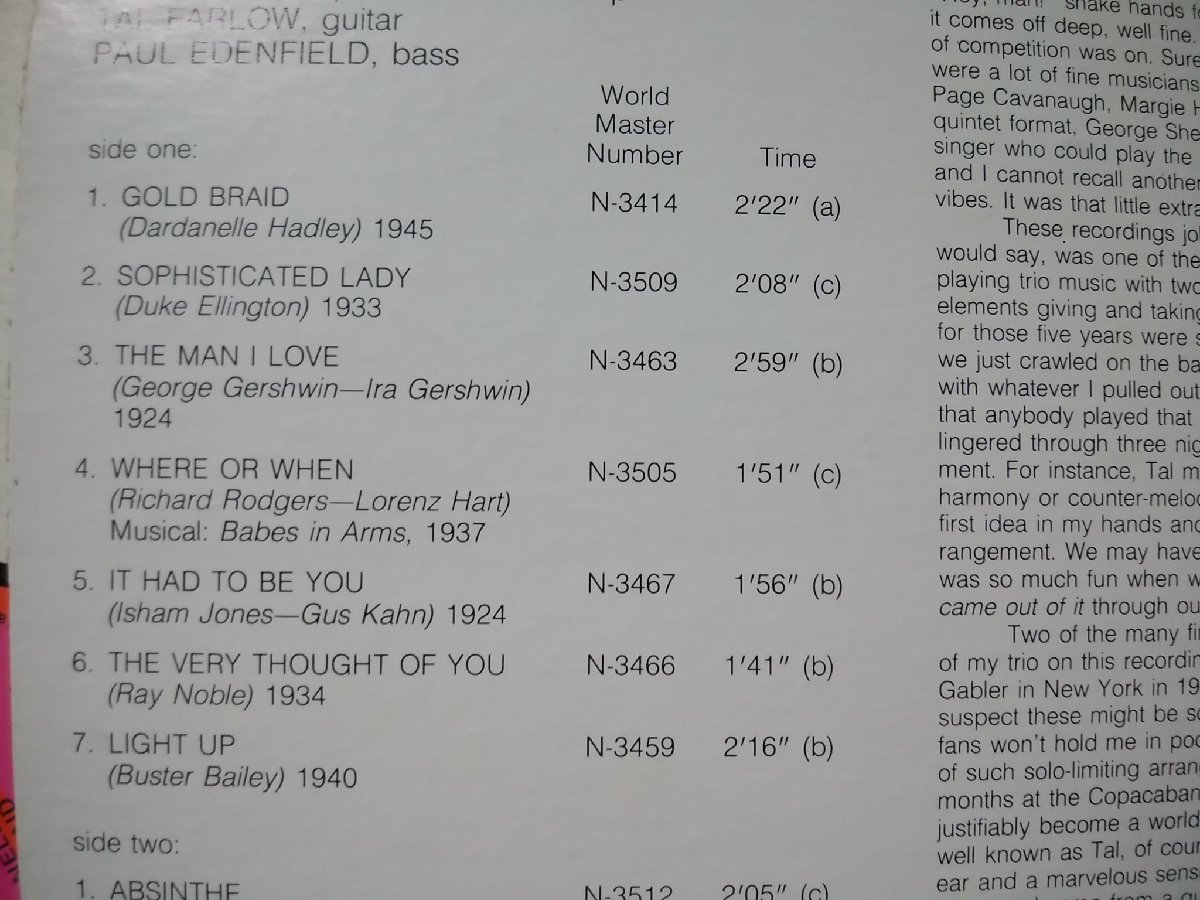 TAL FARLOW, guitar
PAUL EDENFIELD, bass
World
Master
Number
Time
side one:
1. GOLD BRAID N-3414 2'22" (a)
(Dardanelle Hadley) 1945
2. SOPHISTICATED LADY N-3509 2'08" (c)
(Duke Ellington) 1933
3. THE MAN I LOVE N-3463 2'59" (b)
(George Gershwin—Ira Gershwin)
1924
4. WHERE OR WHEN N-3505 1'51" (c)
(Richard Rodgers—Lorenz Hart)
Musical: Babes in Arms, 1937
5. IT HAD TO BE YOU N-3467 1'56" (b)
(Isham Jones—Gus Kahn) 1924
6. THE VERY THOUGHT OF YOU N-3466 1'41" (b)
(Ray Noble) 1934
7. LIGHT UP N-3459 2'16" (b)
(Buster Bailey) 1940
side two:
1. ABSINTHE N-3512 2'05" (c)
man! shake hands
it comes off deep, well fine.
of competition was on. Sure
were a lot of fine musicians
Page Cavanaugh, Margie H
quintet format, George She
singer who could play the
and I cannot recall another
vibes. It was that little extra
These recordings jo
would say, was one of the
playing trio music with two
elements giving and taking
for those five years were s
we just crawled on the ba
with whatever I pulled out
that anybody played that
lingered through three nig
ment. For instance, Tal m
harmony or counter-meloc
first idea in my hands and
rangement. We may have
was so much fun when w
came out of it through ou
Two of the many fi
of my trio on this recordin
Gabler in New York in 19
suspect these might be so
fans won't hold me in poo
of such solo-limiting arran
months at the Copacaban
justifiably become a world
well known as Tal, of cour
ear and a marvelous sens